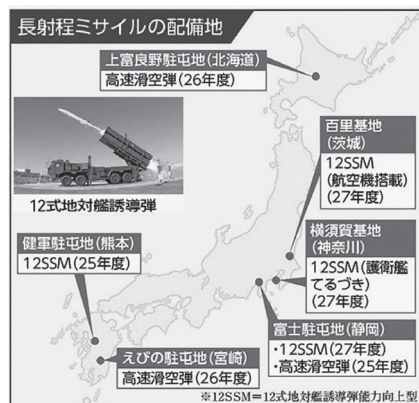 長射程ミサイルの配備地
上富良野駐屯地(北海道)
高速滑空弾(26年度)
12式地対艦誘導弾
百里基地
(茨城)
12SSM
(航空機搭載)
(27年度)
横須賀基地
(神奈川)
12SSM(護衛艦
てるづき)
(27年度)
健軍駐屯地(熊本)
12SSM(25年度)
富士駐屯地(静岡)
・12SSM(27年度)
・高速滑空弾(25年度)
えびの駐屯地(宮崎)
高速滑空弾(26年度)
※12SSM=12式地対艦誘導弾能力向上型